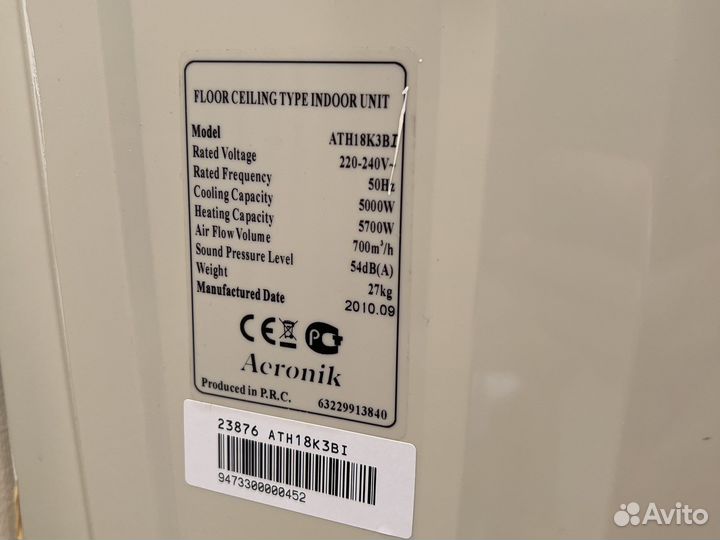 FLOOR CEILING TYPE INDOOR UNIT
Model ATH18K3BI
Rated Voltage 220-240V~
Rated Frequency 50Hz
Cooling Capacity 5000W
Heating Capacity 5700W
Air Flow Volume 700m³/h
Sound Pressure Level 54dB(A)
Weight 27kg
Manufactured Date 2010.09
CE PC
Aeronik
Produced in P.R.C. 63229913840
23876 ATH18K3BI
9473300000452
Avito